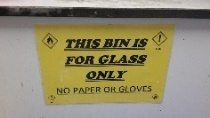 THIS BIN IS
FOR GLASS
ONLY
NO PAPER OR GLOVES